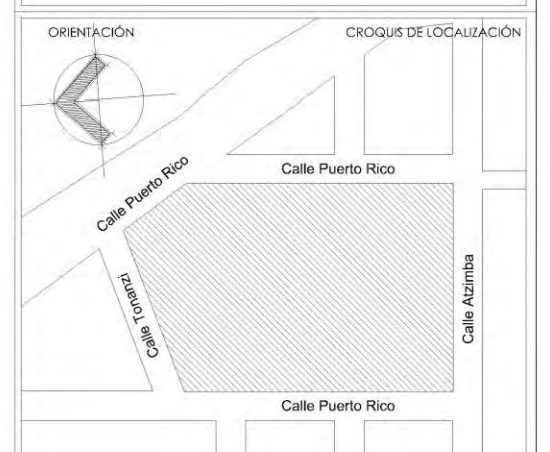 ORIENTACIÓN
CROQUIS DE LOCALIZACIÓN
Calle Puerto Rico
Calle Puerto Rico
Calle Tonanzi
Calle Atzimba
Calle Puerto Rico